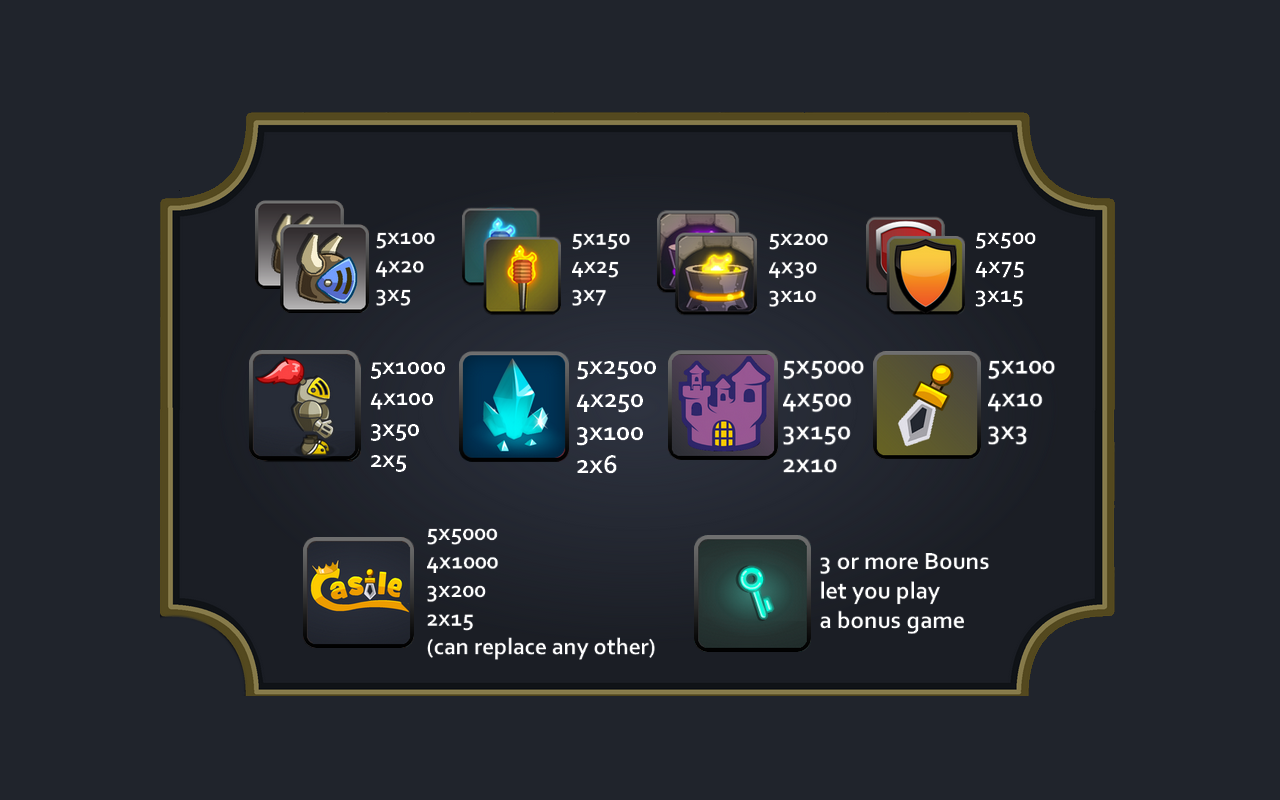 5x100
4x20
3x5
5x150
4x25
3x7
5x200
4x30
3x10
5x500
4x75
3x15
5x1000
4x100
3x50
2x5
5x2500
4x250
3x100
2x6
5x5000
4x500
3x150
2x10
5x100
4x10
3x3
Castle
5x5000
4x1000
3x200
2x15
(can replace any other)
3 or more Bouns
let you play
a bonus game